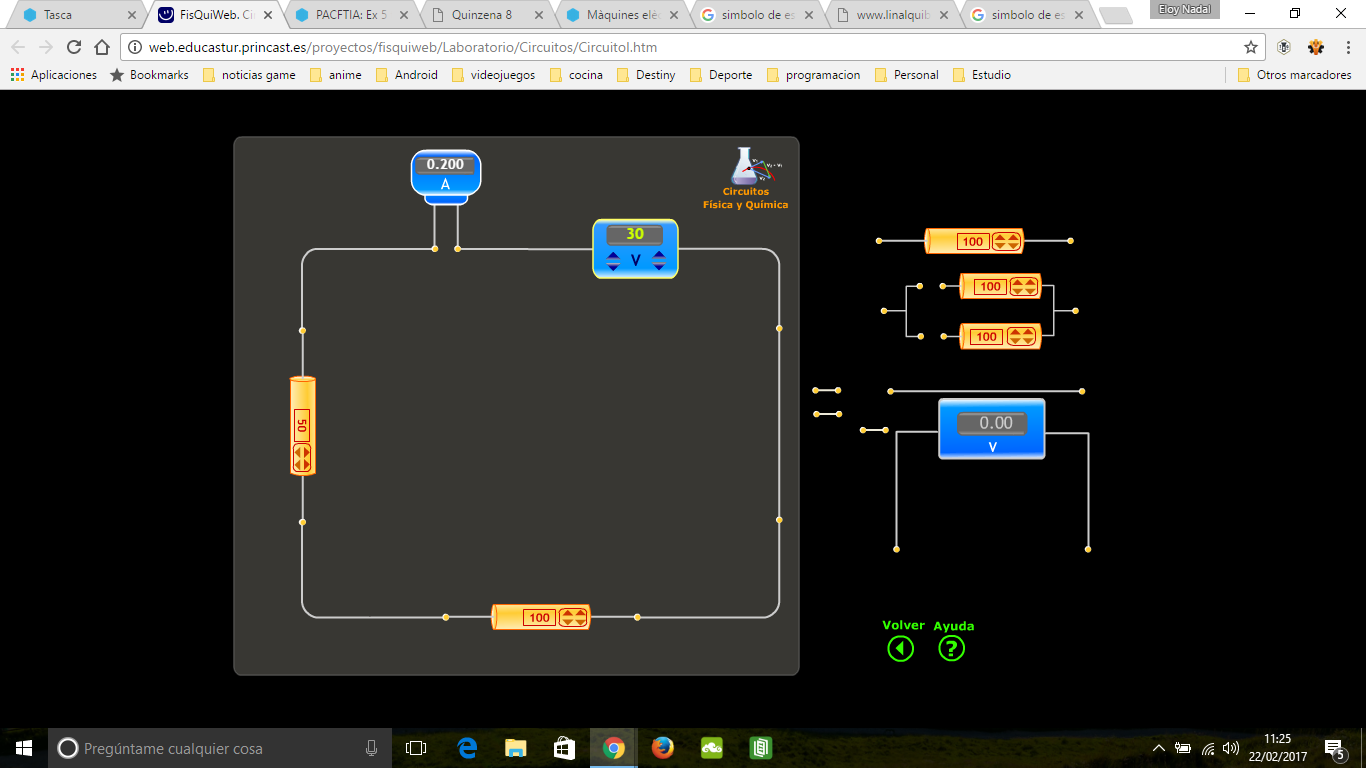 Tasca
FisQuiWeb. Ci
PACFTIA: Ex 5
Quinzena 8
Màquines elé
simbolo de es
www.linalquib
simbolo de es
Eloy Nadal
web.educastur.princast.es/proyectos/fisquiweb/Laboratorio/Circuitos/CircuitoI.htm
Aplicaciones
Bookmarks
noticias game
anime
Android
videojuegos
cocina
Destiny
Deporte
programacion
Personal
Estudio
Otros marcadores
0.200
A
Circuitos
Física y Química
30
V
100
100
100
50
0.00
V
100
Volver Ayuda
?
Pregúntame cualquier cosa
11:25
22/02/2017
5